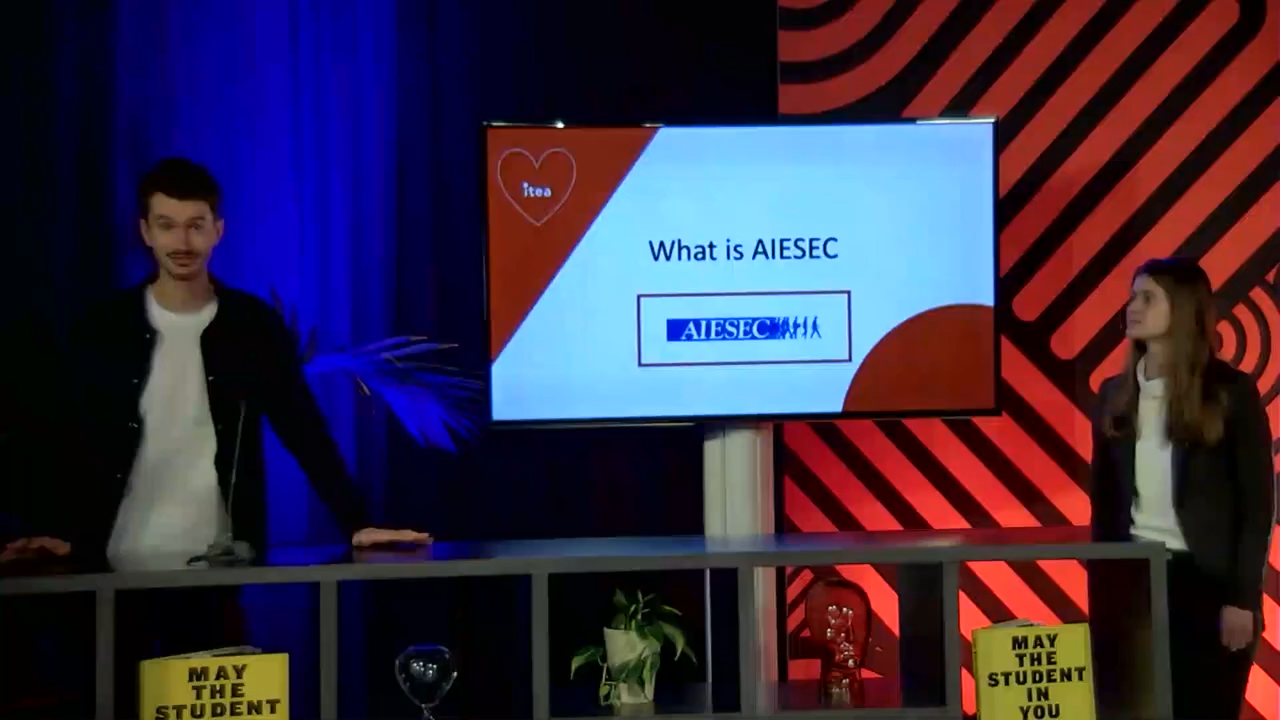 itea
What is AIESEC
AIESEC
MAY
THE
STUDENT
MAY
THE
STUDENT
IN
YOU